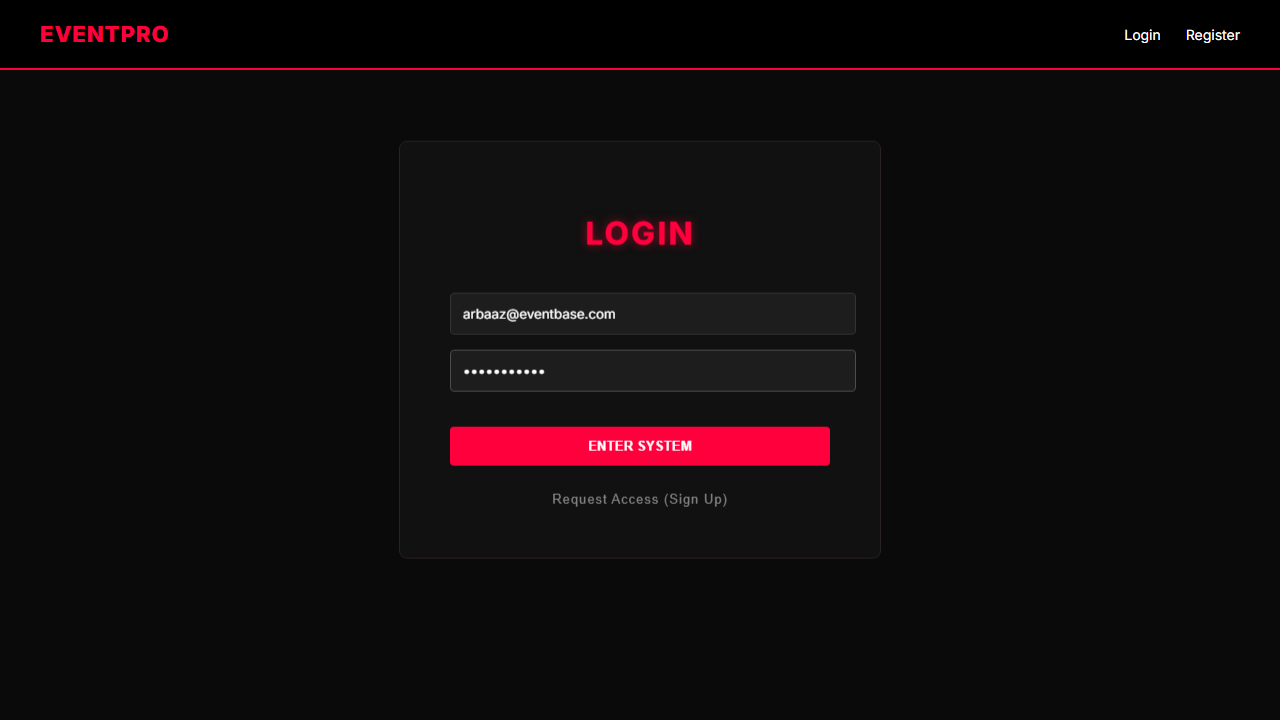 EVENTPRO
Login
Register
LOGIN
arbaaz@eventbase.com
•••••••••••
ENTER SYSTEM
Request Access (Sign Up)